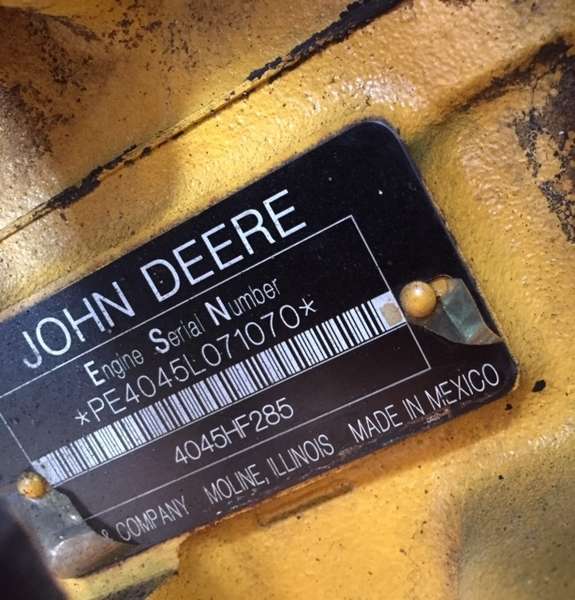 JOHN DEERE
Engine Serial Number
*PE4045L071070*
4045HF285
& COMPANY MOLINE, ILLINOIS MADE IN MEXICO